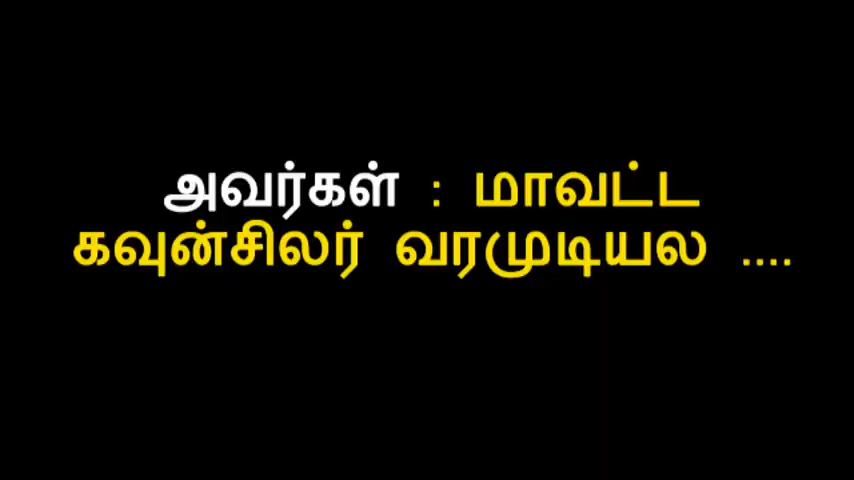 அவர்கள் : மாவட்ட
கவுன்சிலர் வரமுடியல ....